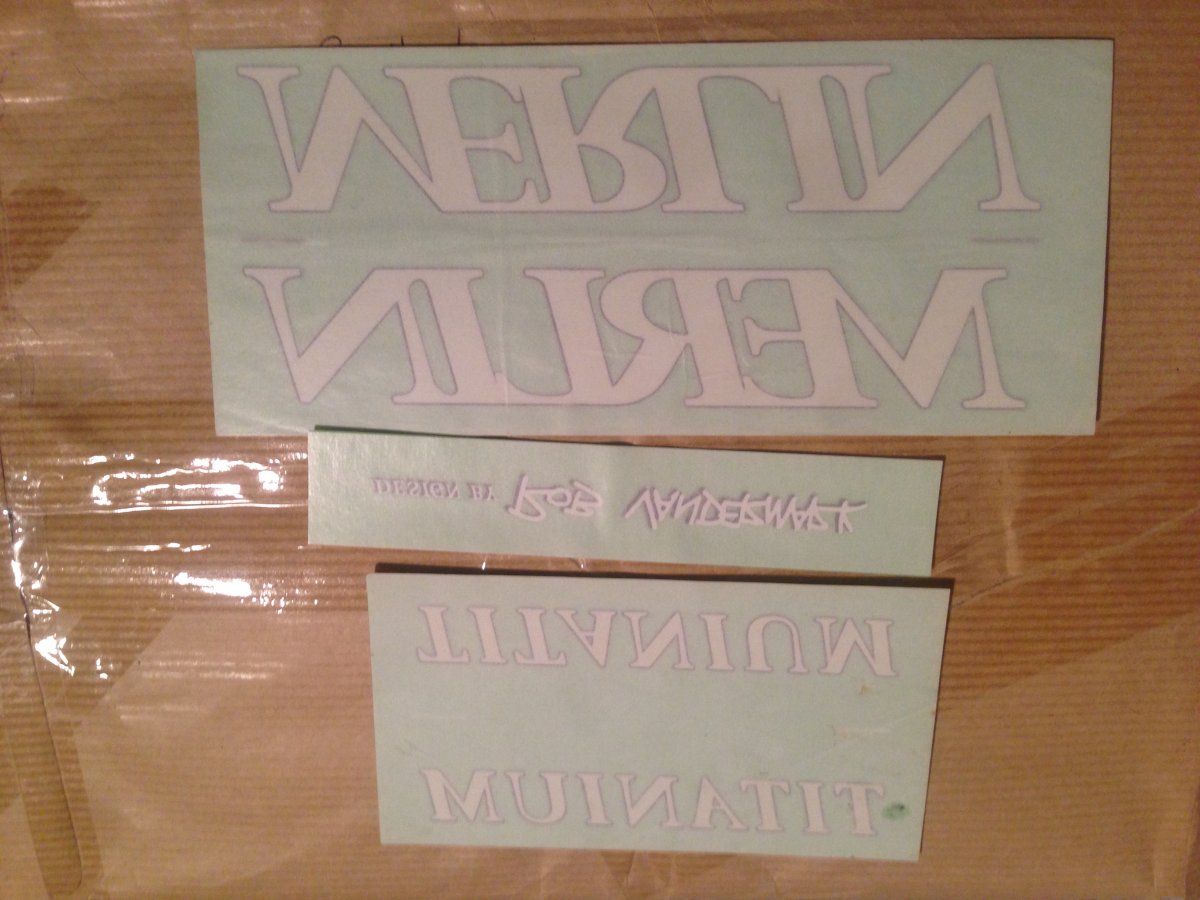 MERLIN
MERLIN
DESIGN BY ROB VANDERMARK
TITANIUM
TITANIUM